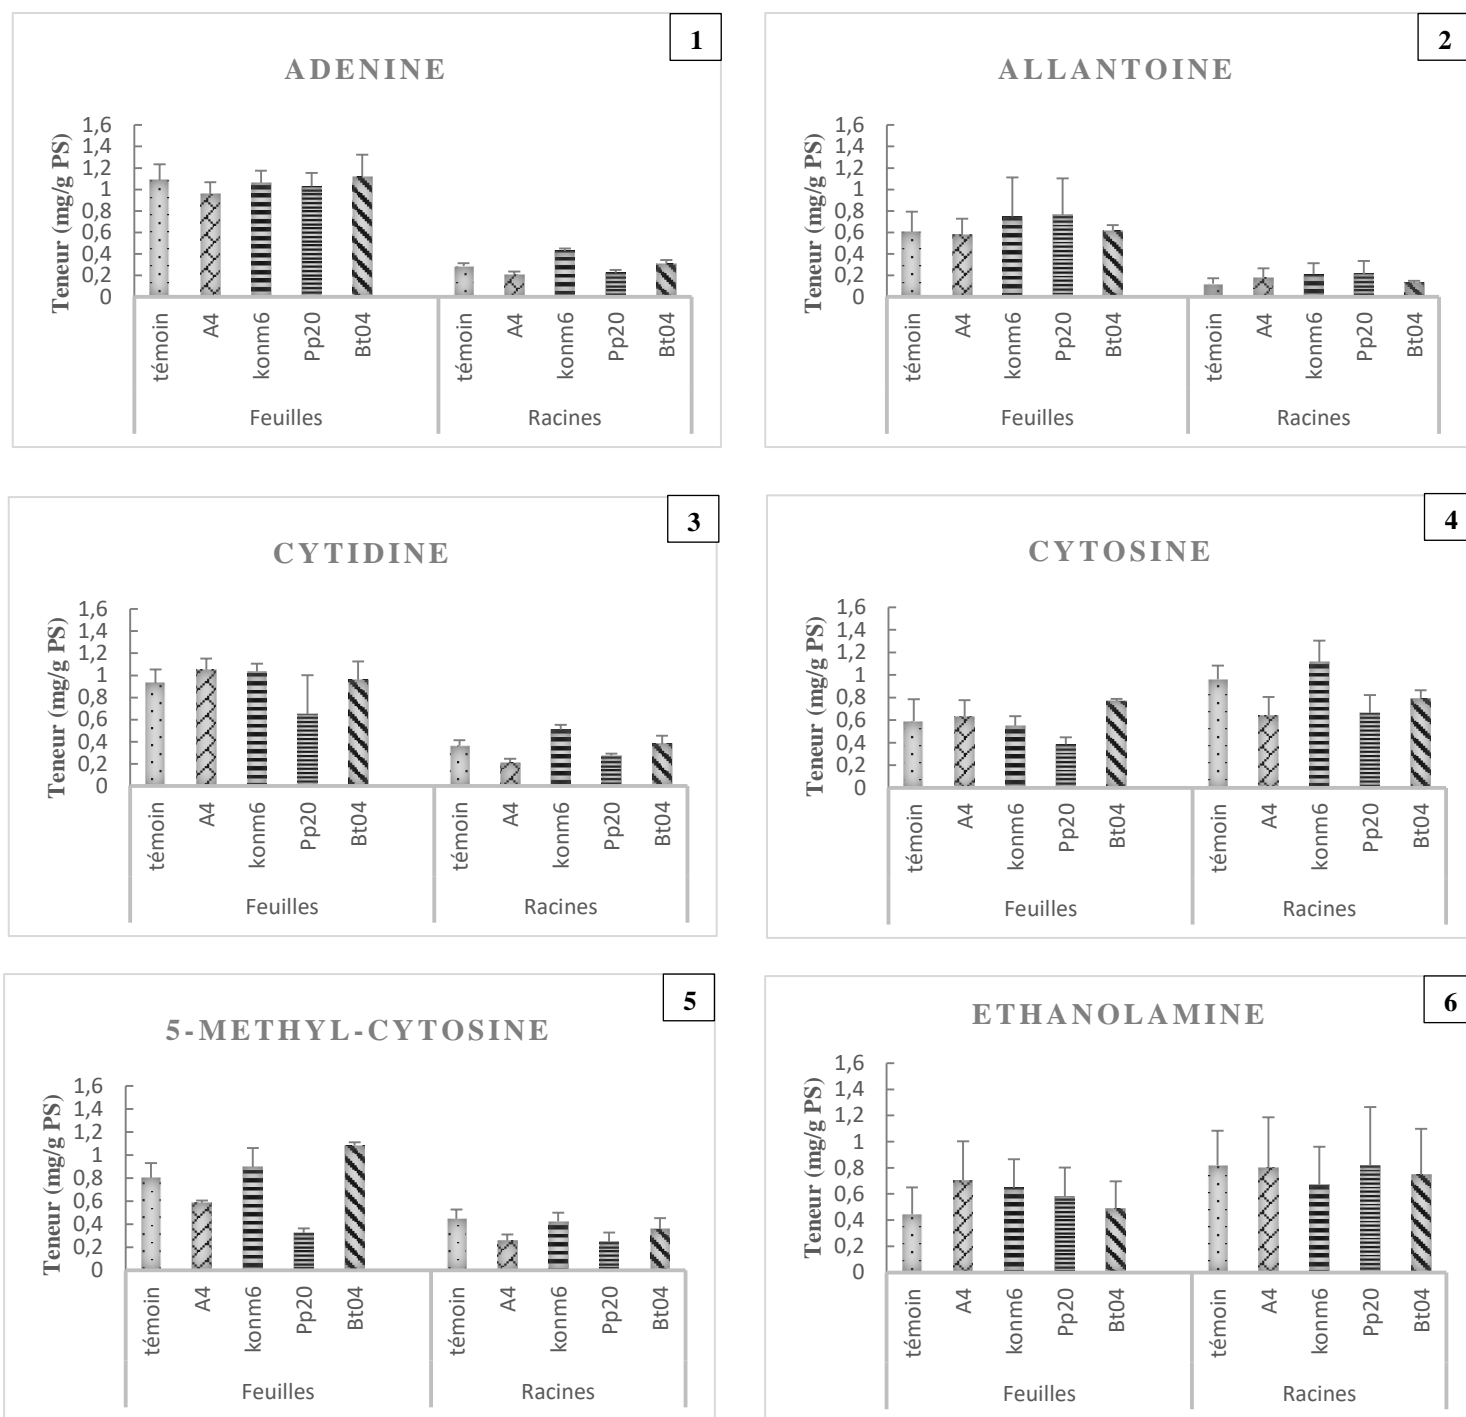 1
ADENINE
Teneur (mg/g PS)
1,6
1,4
1,2
1
0,8
0,6
0,4
0,2
0
témoin
A4
konm6
Pp20
Bt04
témoin
A4
konm6
Pp20
Bt04
Feuilles
Racines
2
ALLANTOINE
Teneur (mg/g PS)
1,6
1,4
1,2
1
0,8
0,6
0,4
0,2
0
témoin
A4
konm6
Pp20
Bt04
témoin
A4
konm6
Pp20
Bt04
Feuilles
Racines
3
CYTIDINE
Teneur (mg/g PS)
1,6
1,4
1,2
1
0,8
0,6
0,4
0,2
0
témoin
A4
konm6
Pp20
Bt04
témoin
A4
konm6
Pp20
Bt04
Feuilles
Racines
4
CYTOSINE
Teneur (mg/g PS)
1,6
1,4
1,2
1
0,8
0,6
0,4
0,2
0
témoin
A4
konm6
Pp20
Bt04
témoin
A4
konm6
Pp20
Bt04
Feuilles
Racines
5
5-METHYL-CYTOSINE
Teneur (mg/g PS)
1,6
1,4
1,2
1
0,8
0,6
0,4
0,2
0
témoin
A4
konm6
Pp20
Bt04
témoin
A4
konm6
Pp20
Bt04
Feuilles
Racines
6
ETHANOLAMINE
Teneur (mg/g PS)
1,6
1,4
1,2
1
0,8
0,6
0,4
0,2
0
témoin
A4
konm6
Pp20
Bt04
témoin
A4
konm6
Pp20
Bt04
Feuilles
Racines